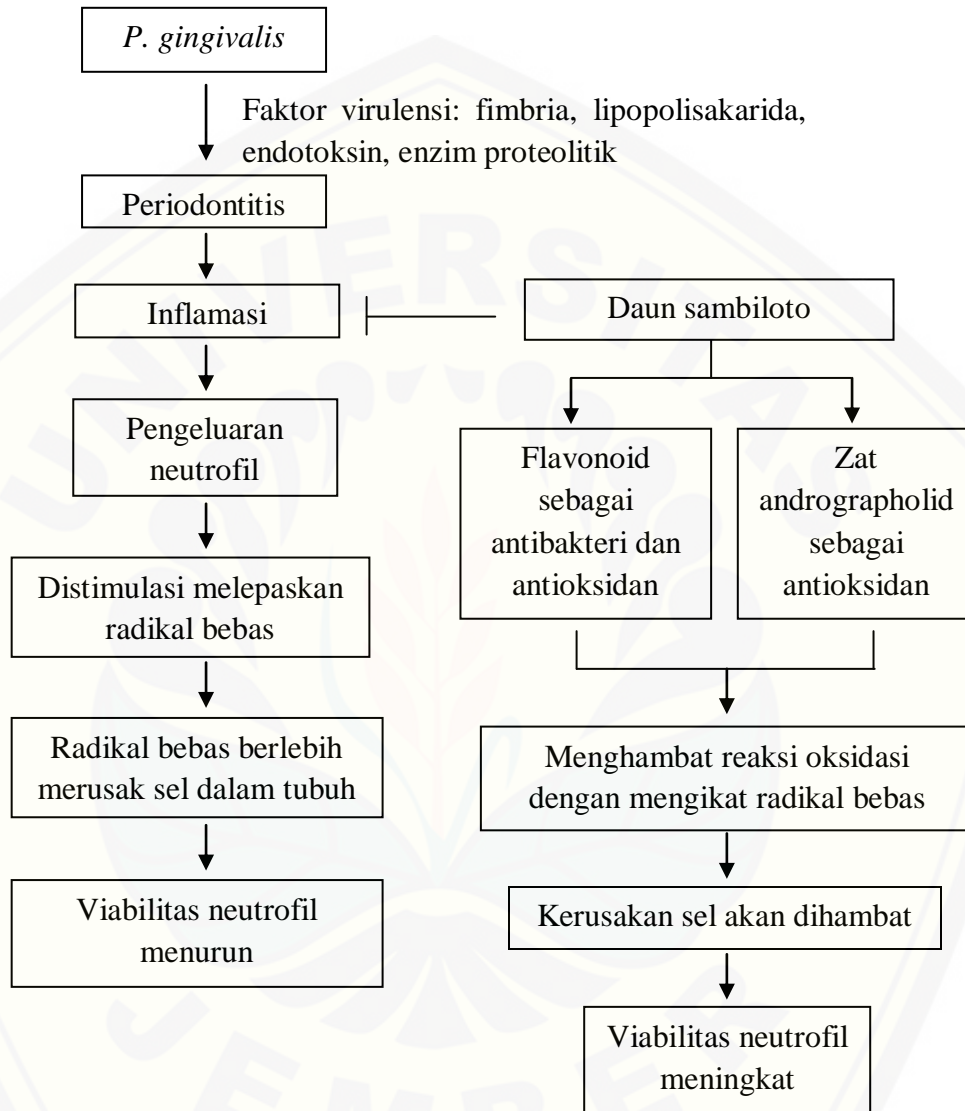 P. gingivalis
Faktor virulensi: fimbria, lipopolisakarida,
endotoksin, enzim proteolitik
Periodontitis
Inflamasi
Daun sambiloto
Pengeluaran
neutrofil
Flavonoid
sebagai
antibakteri dan
antioksidan
Zat
andrographolid
sebagai
antioksidan
Distimulasi melepaskan
radikal bebas
Radikal bebas berlebih
merusak sel dalam tubuh
Menghambat reaksi oksidasi
dengan mengikat radikal bebas
Viabilitas neutrofil
menurun
Kerusakan sel akan dihambat
Viabilitas neutrofil
meningkat
UNIVERSITAS
JEMBER